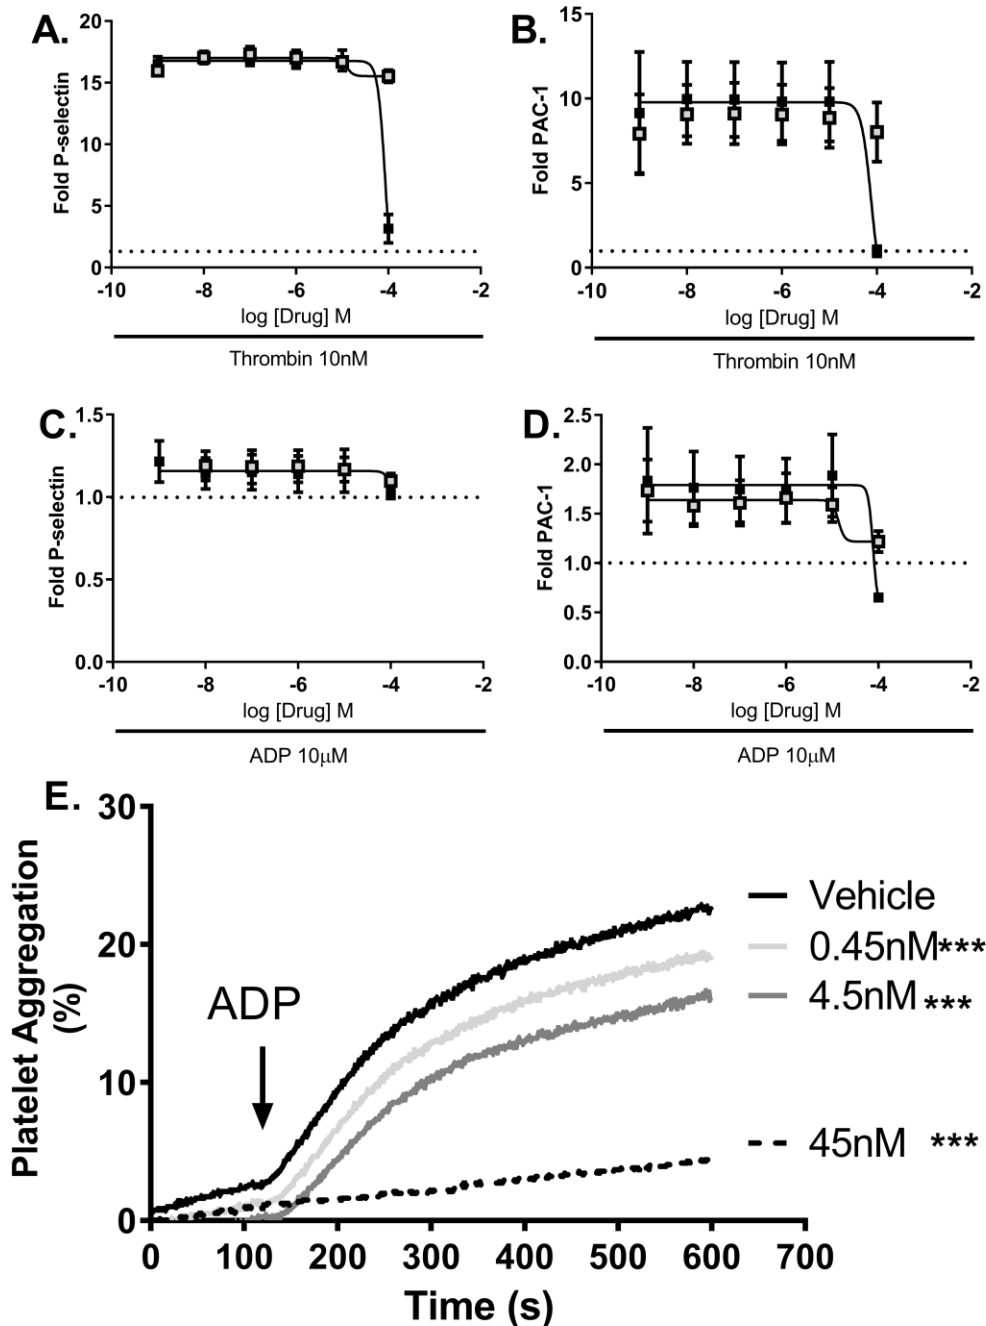 A.
Fold P-selectin
20
15
10
5
0
-10 -8 -6 -4 -2
log [Drug] M
Thrombin 10nM
B.
Fold PAC-1
15
10
5
0
-10 -8 -6 -4 -2
log [Drug] M
Thrombin 10nM
C.
Fold P-selectin
1.5
1.0
0.5
0.0
-10 -8 -6 -4 -2
log [Drug] M
ADP 10μM
D.
Fold PAC-1
2.5
2.0
1.5
1.0
0.5
0.0
-10 -8 -6 -4 -2
log [Drug] M
ADP 10μM
E.
Platelet Aggregation
(%)
30
20
10
0
ADP
Vehicle
0.45nM***
4.5nM***
45nM ***
0 100 200 300 400 500 600 700
Time (s)